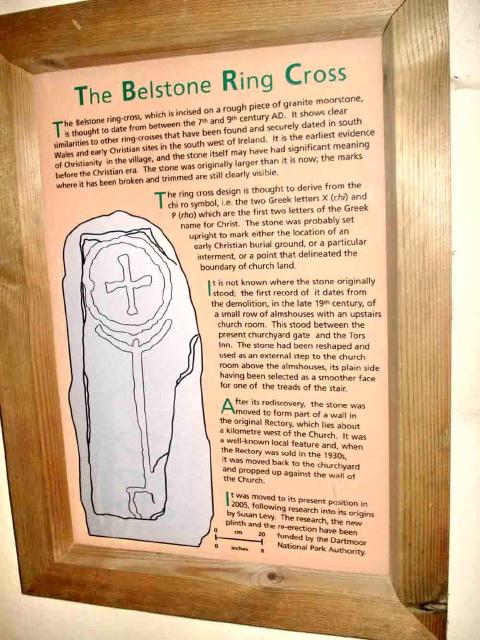 The Belstone Ring Cross
The Belstone ring-cross, which is incised on a rough piece of granite moorstone,
is thought to date from between the 7th and 9th century AD. It shows clear
similarities to other ring-crosses that have been found and securely dated in south
Wales and early Christian sites in the south west of Ireland. It is the earliest evidence
of Christianity in the village, and the stone itself may have had significant meaning
before the Christian era. The stone was originally larger than it is now; the marks
where it has been broken and trimmed are still clearly visible.
The ring cross design is thought to derive from the
chi ro symbol, i.e. the two Greek letters X (chi) and
P (rho) which are the first two letters of the Greek
name for Christ. The stone was probably set
upright to mark either the location of an
early Christian burial ground, or a particular
interment, or a point that delineated the
boundary of church land.
It is not known where the stone originally
stood; the first record of it dates from
the demolition, in the late 19th century, of
a small row of almshouses with an upstairs
church room. This stood between the
present churchyard gate and the Tors
Inn. The stone had been reshaped and
used as an external step to the church
room above the almshouses, its plain side
having been selected as a smoother face
for one of the treads of the stair.
After its rediscovery, the stone was
moved to form part of a wall in
the original Rectory, which lies about
a kilometre west of the Church. It was
a well-known local feature and, when
the Rectory was sold in the 1930s,
it was moved back to the churchyard
and propped up against the wall of
the Church.
It was moved to its present position in
2005, following research into its origins
by Susan Levy. The research, the new
plinth and the re-erection have been
funded by the Dartmoor
National Park Authority.
0 cm 20
0 inches 8